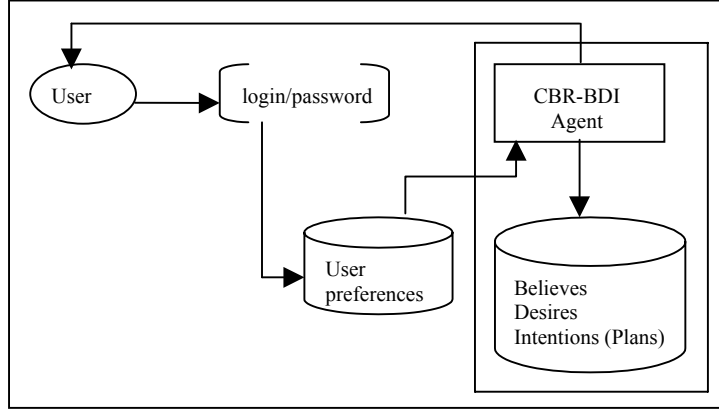 User
login/password
CBR-BDI
Agent
User
preferences
Believes
Desires
Intentions (Plans)